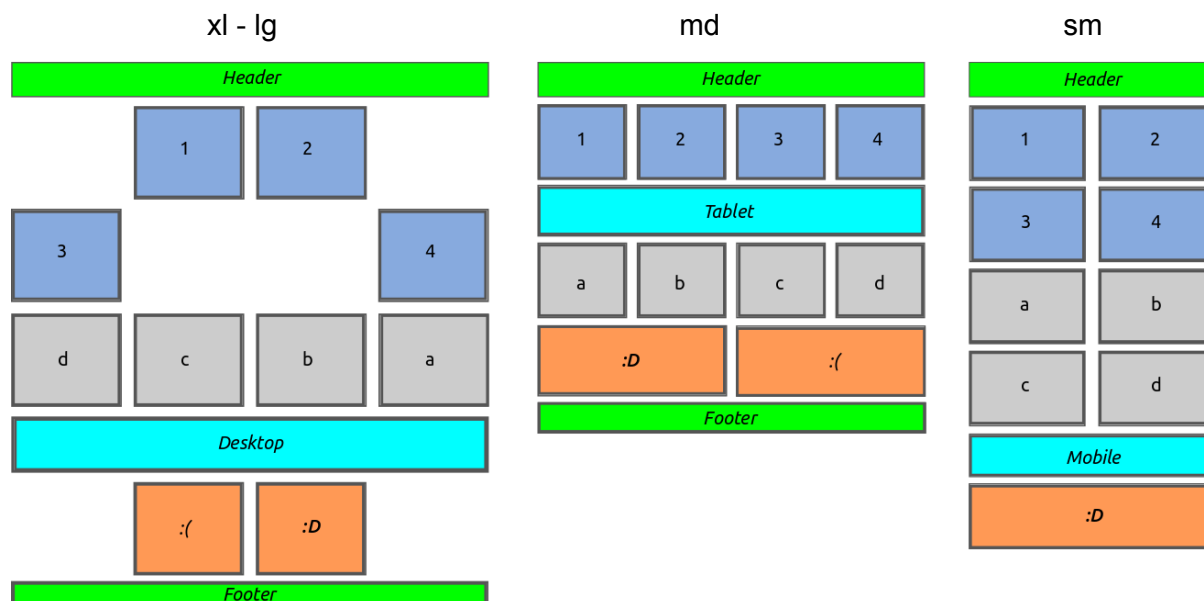 xl - lg
Header
1 2
3 4
d c b a
Desktop
:( :D
Footer
md
Header
1 2 3 4
Tablet
a b c d
:D :(
Footer
sm
Header
1 2
3 4
a b
c d
Mobile
:D